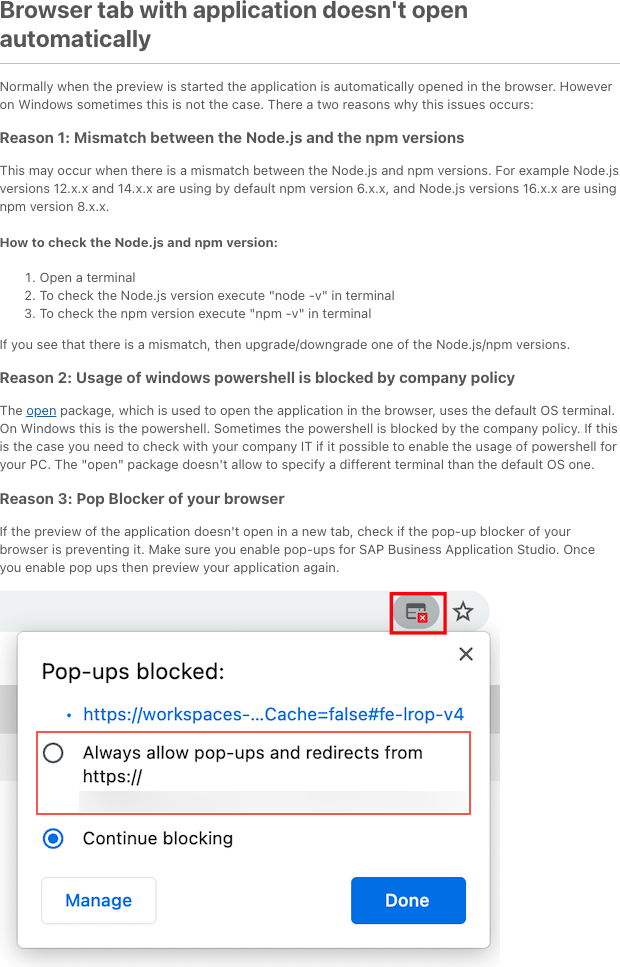 Browser tab with application doesn't open
automatically
Normally when the preview is started the application is automatically opened in the browser. However
on Windows sometimes this is not the case. There a two reasons why this issues occurs:
Reason 1: Mismatch between the Node.js and the npm versions
This may occur when there is a mismatch between the Node.js and npm versions. For example Node.js
versions 12.x.x and 14.x.x are using by default npm version 6.x.x, and Node.js versions 16.x.x are using
npm version 8.x.x.
How to check the Node.js and npm version:
1. Open a terminal
2. To check the Node.js version execute "node -v" in terminal
3. To check the npm version execute "npm -v" in terminal
If you see that there is a mismatch, then upgrade/downgrade one of the Node.js/npm versions.
Reason 2: Usage of windows powershell is blocked by company policy
The open package, which is used to open the application in the browser, uses the default OS terminal.
On Windows this is the powershell. Sometimes the powershell is blocked by the company policy. If this
is the case you need to check with your company IT if it possible to enable the usage of powershell for
your PC. The "open" package doesn't allow to specify a different terminal than the default OS one.
Reason 3: Pop Blocker of your browser
If the preview of the application doesn't open in a new tab, check if the pop-up blocker of your
browser is preventing it. Make sure you enable pop-ups for SAP Business Application Studio. Once
you enable pop ups then preview your application again.
Pop-ups blocked:
• https://workspaces-...Cache=false#fe-lrop-v4
Always allow pop-ups and redirects from
https://
Continue blocking
Manage
Done